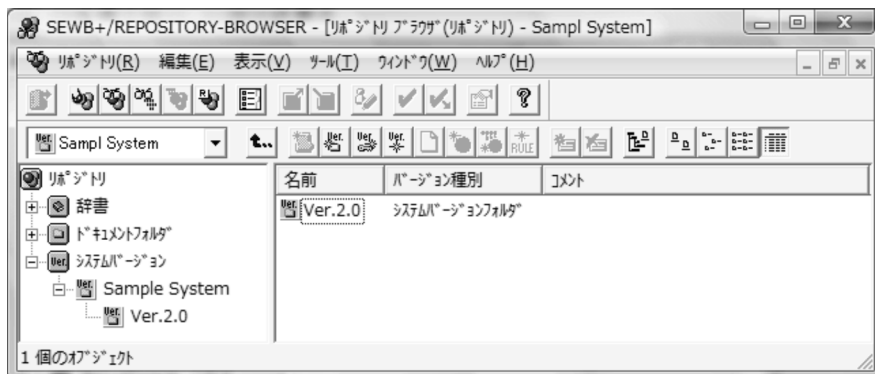 SEWB+/REPOSITORY-BROWSER - [ﾘﾎﾟｼﾞﾄﾘ ﾌﾞﾗｳｻﾞ(ﾘﾎﾟｼﾞﾄﾘ) - Sampl System]
ﾘﾎﾟｼﾞﾄﾘ(R) 編集(E) 表示(V) ﾂｰﾙ(T) ｳｨﾝﾄﾞｳ(W) ﾍﾙﾌﾟ(H)
Sampl System
ﾘﾎﾟｼﾞﾄﾘ
辞書
ﾄﾞｷｭﾒﾝﾄﾌｫﾙﾀﾞ
ｼｽﾃﾑﾊﾞｰｼﾞｮﾝ
Sample System
Ver.2.0
名前 ﾊﾞｰｼﾞｮﾝ種別 ｺﾒﾝﾄ
Ver.2.0 ｼｽﾃﾑﾊﾞｰｼﾞｮﾝﾌｫﾙﾀﾞ
1 個のｵﾌﾞｼﾞｪｸﾄ